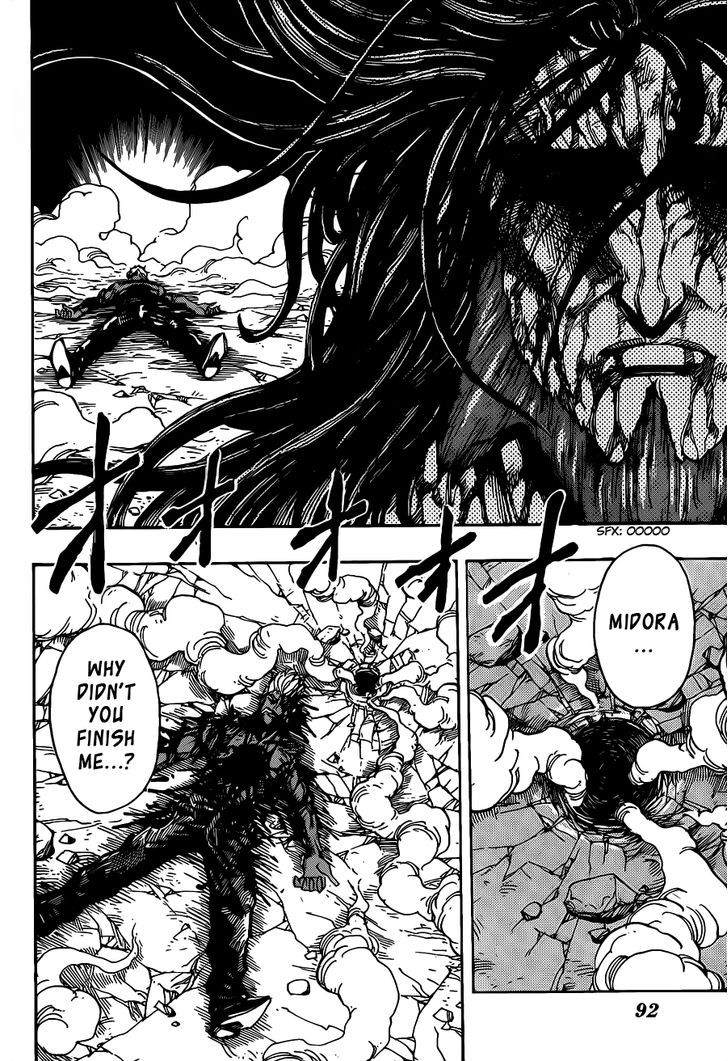 オオオオオ
SFX: OOOOO
MIDORA
...
WHY
DIDN'T
YOU
FINISH
ME...?
92